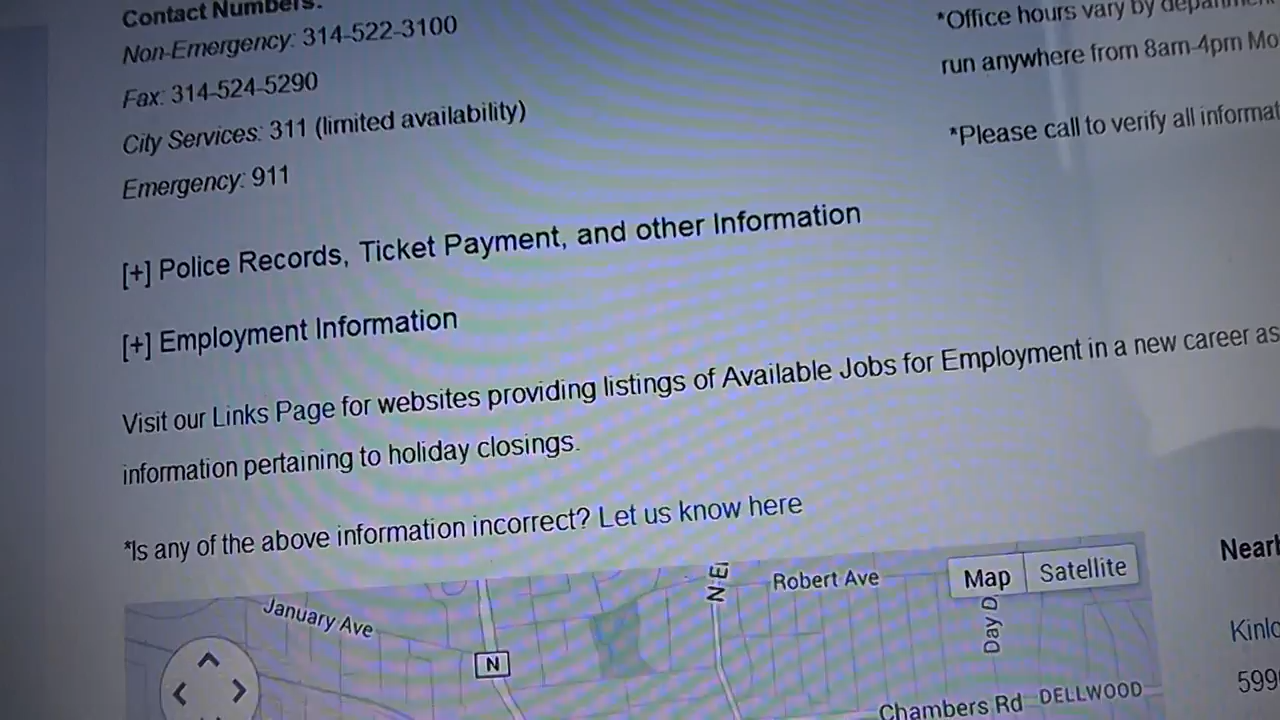 Contact Numbers:
Non-Emergency: 314-522-3100
Fax: 314-524-5290
City Services: 311 (limited availability)
Emergency: 911
*Office hours vary by
run anywhere from 8am-4pm
*Please call to verify all
[+] Police Records, Ticket Payment, and other Information
[+] Employment Information
Visit our Links Page for websites providing listings of Available Jobs for Employment in a new career as
information pertaining to holiday closings.
*Is any of the above information incorrect? Let us know here
January Ave
N
Robert Ave
Map
Satellite
Day D
Chambers Rd
DELLWOOD